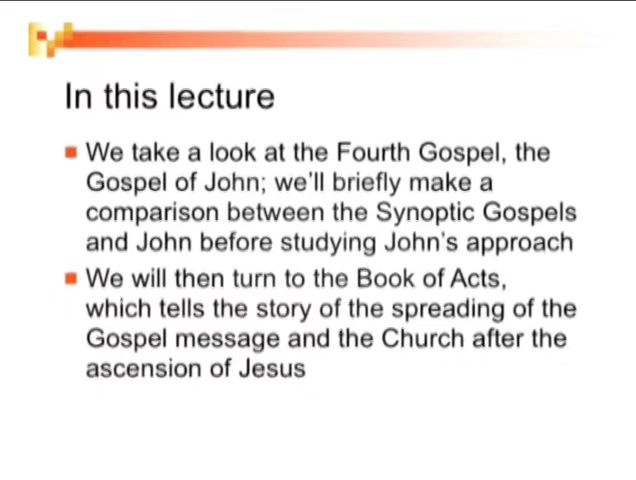 In this lecture
We take a look at the Fourth Gospel, the
Gospel of John; we'll briefly make a
comparison between the Synoptic Gospels
and John before studying John's approach
We will then turn to the Book of Acts,
which tells the story of the spreading of the
Gospel message and the Church after the
ascension of Jesus